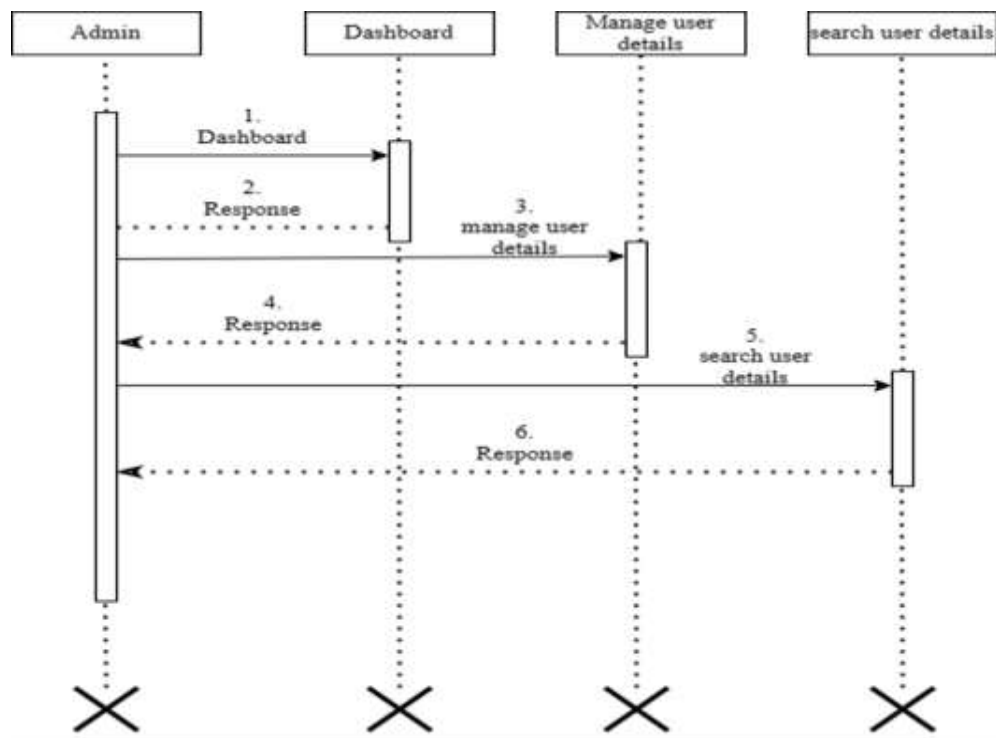 Admin
Dashboard
Manage user
details
search user details
1.
Dashboard
2.
Response
3.
manage user
details
4.
Response
5.
search user
details
6.
Response